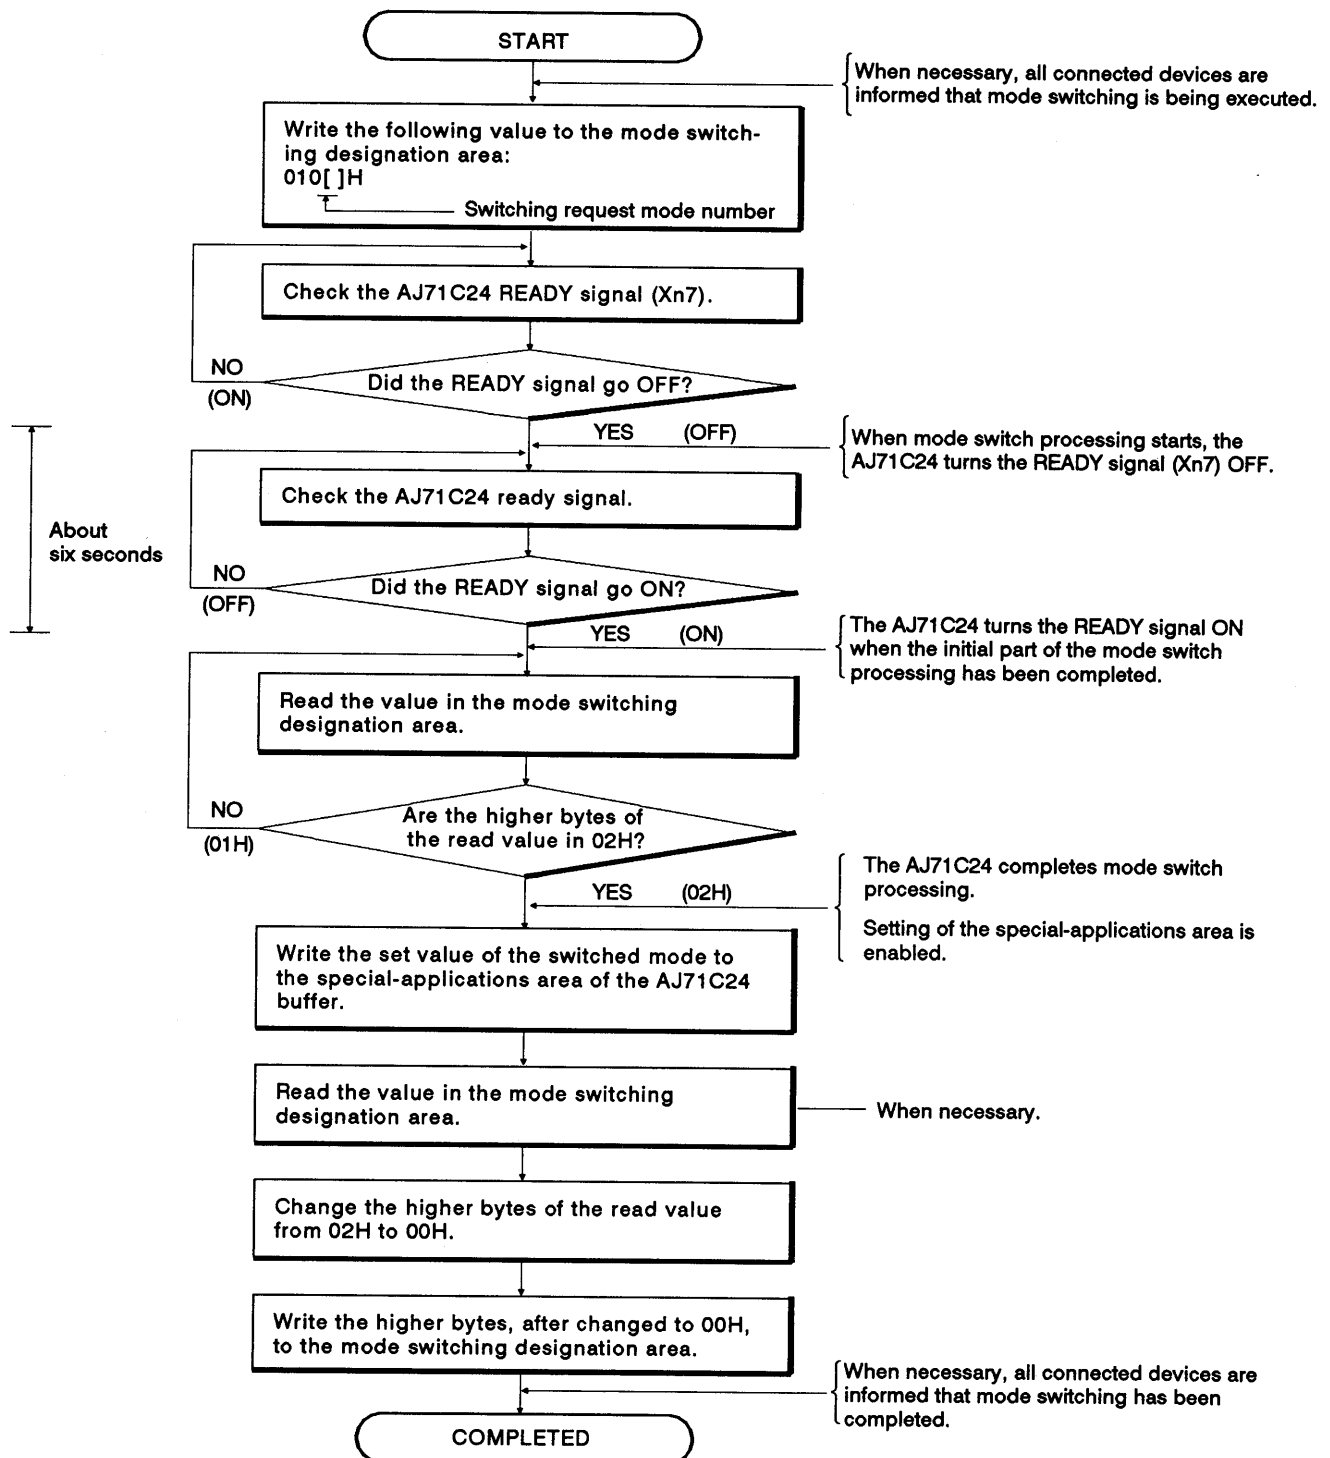 START
When necessary, all connected devices are
informed that mode switching is being executed.
Write the following value to the mode switch-
ing designation area:
010[ ]H
Switching request mode number
Check the AJ71C24 READY signal (Xn7).
NO
(ON)
Did the READY signal go OFF?
YES (OFF)
When mode switch processing starts, the
AJ71C24 turns the READY signal (Xn7) OFF.
Check the AJ71C24 ready signal.
About
six seconds
NO
(OFF)
Did the READY signal go ON?
YES (ON)
The AJ71C24 turns the READY signal ON
when the initial part of the mode switch
processing has been completed.
Read the value in the mode switching
designation area.
NO
(01H)
Are the higher bytes of
the read value in 02H?
YES (02H)
The AJ71C24 completes mode switch
processing.
Setting of the special-applications area is
enabled.
Write the set value of the switched mode to
the special-applications area of the AJ71C24
buffer.
Read the value in the mode switching
designation area.
When necessary.
Change the higher bytes of the read value
from 02H to 00H.
Write the higher bytes, after changed to 00H,
to the mode switching designation area.
When necessary, all connected devices are
informed that mode switching has been
completed.
COMPLETED